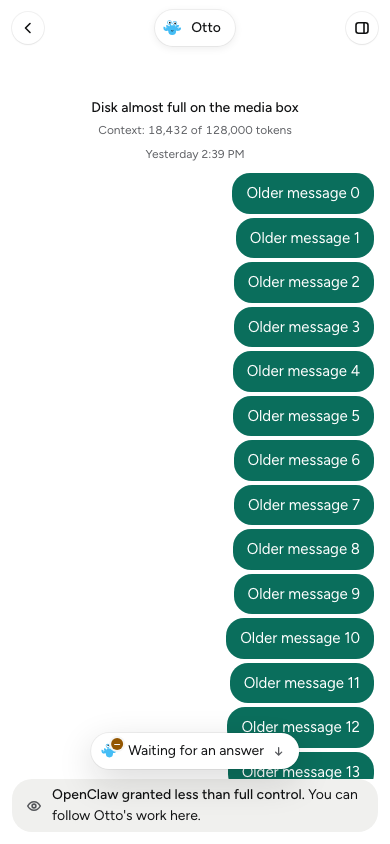 Otto
Disk almost full on the media box
Context: 18,432 of 128,000 tokens
Yesterday 2:39 PM
Older message 0
Older message 1
Older message 2
Older message 3
Older message 4
Older message 5
Older message 6
Older message 7
Older message 8
Older message 9
Older message 10
Older message 11
Older message 12
Waiting for an answer
Older message 13
OpenClaw granted less than full control. You can
follow Otto's work here.